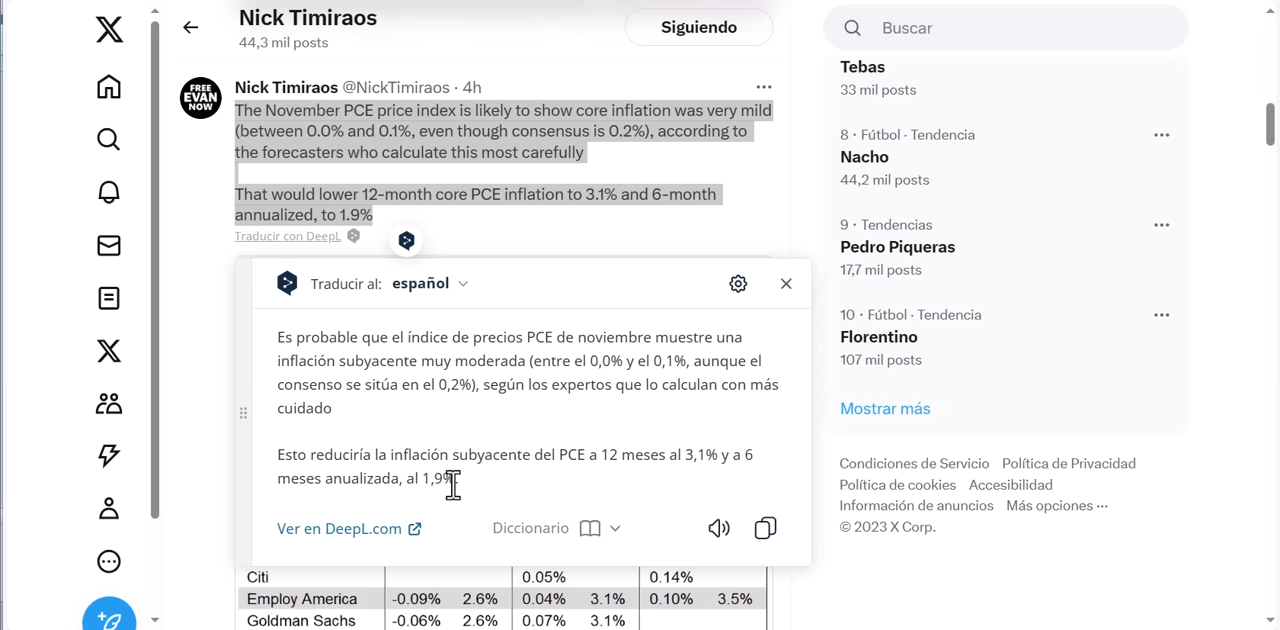 Nick Timiraos
44,3 mil posts
Siguiendo
FREE
EVAN
NOW
Nick Timiraos @NickTimiraos · 4h
The November PCE price index is likely to show core inflation was very mild
(between 0.0% and 0.1%, even though consensus is 0.2%), according to
the forecasters who calculate this most carefully
That would lower 12-month core PCE inflation to 3.1% and 6-month
annualized, to 1.9%
Traducir con DeepL
Traducir al: español
Es probable que el índice de precios PCE de noviembre muestre una
inflación subyacente muy moderada (entre el 0,0% y el 0,1%, aunque el
consenso se sitúa en el 0,2%), según los expertos que lo calculan con más
cuidado
Esto reduciría la inflación subyacente del PCE a 12 meses al 3,1% y a 6
meses anualizada, al 1,9%
Ver en DeepL.com
Diccionario
Citi 0.05% 0.14%
Employ America -0.09% 2.6% 0.04% 3.1% 0.10% 3.5%
Goldman Sachs -0.06% 2.6% 0.07% 3.1%
Buscar
Tebas
33 mil posts
8 · Fútbol · Tendencia
Nacho
44,2 mil posts
9 · Tendencias
Pedro Piqueras
17,7 mil posts
10 · Fútbol · Tendencia
Florentino
107 mil posts
Mostrar más
Condiciones de Servicio Política de Privacidad
Política de cookies Accesibilidad
Información de anuncios Más opciones ···
© 2023 X Corp.